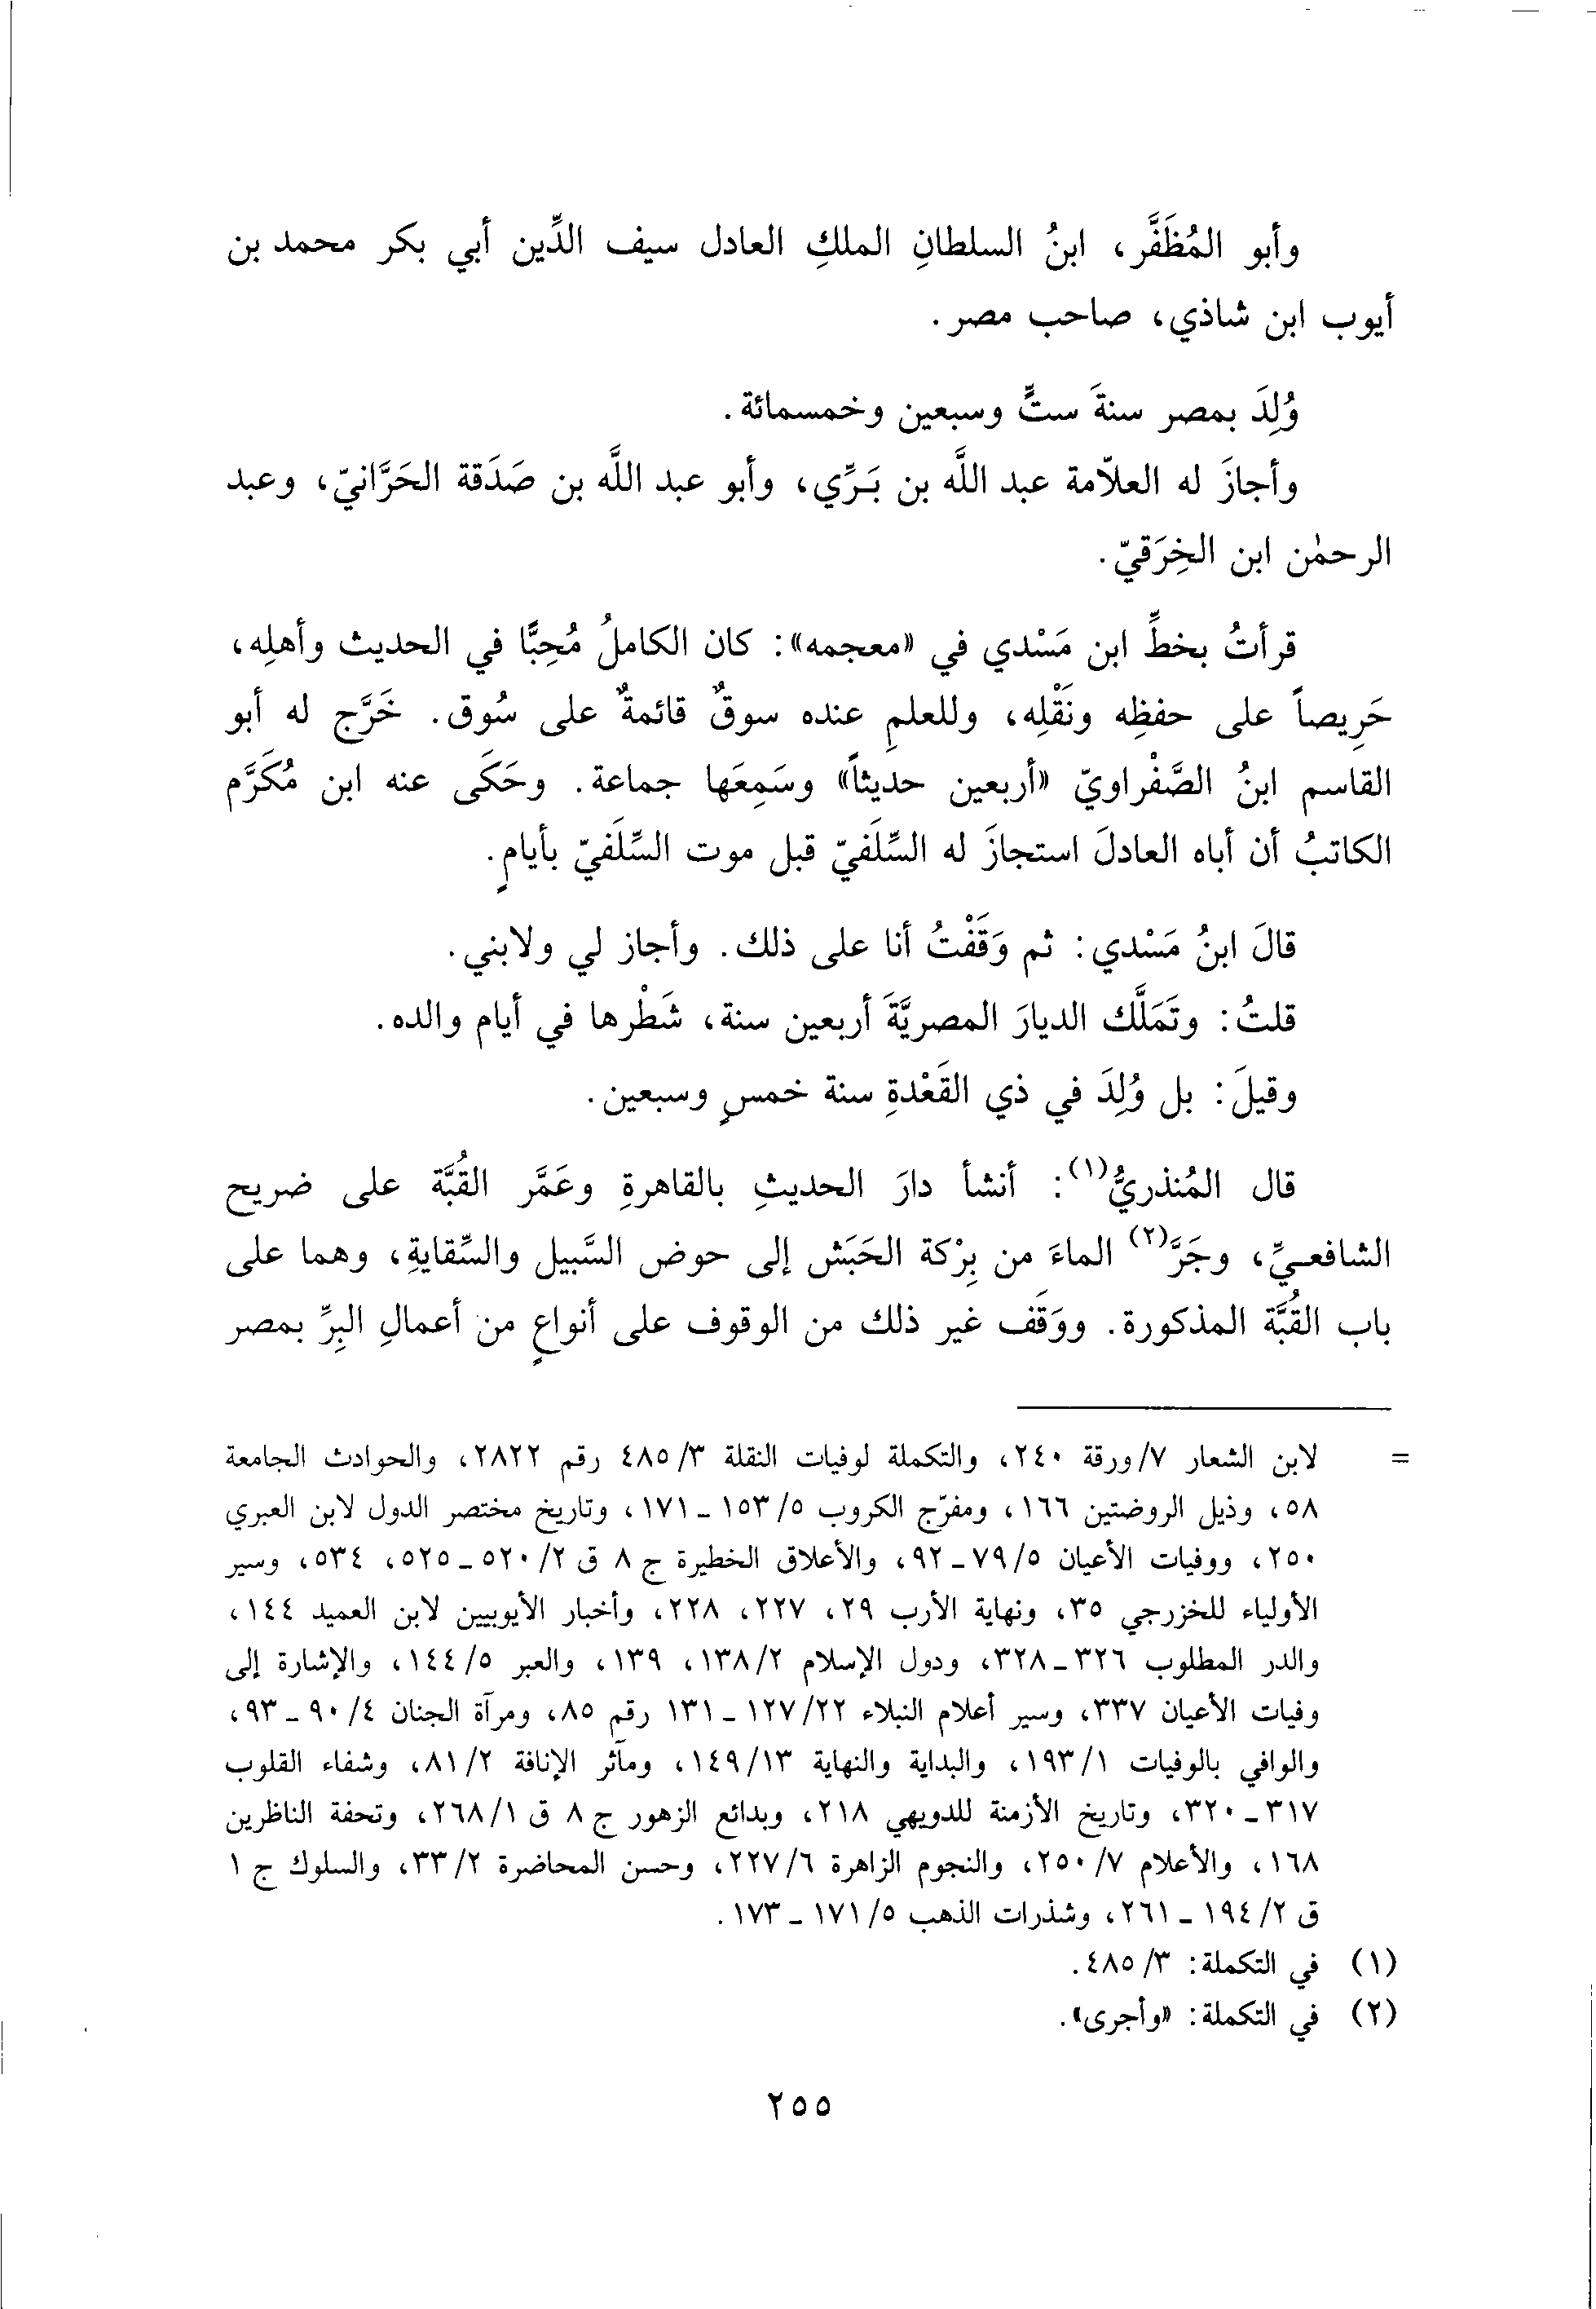 وأبو المُظَفَّر، ابنُ السلطانِ الملكِ العادل سيف الدِّين أبي بكر محمد بن
أيوب ابن شاذي، صاحب مصر.
وُلِدَ بمصر سنةَ ستٍّ وسبعين وخمسمائة.
وأجازَ له العلاّمة عبد اللَّه بن بَـرِّي، وأبو عبد اللَّه بن صَدَقة الحَرَّانيّ، وعبد
الرحمٰن ابن الخِرَقيّ.
قرأتُ بخطِّ ابن مَسْدي في «معجمه»: كان الكاملُ مُحِبًّا في الحديث وأهلِه،
حَرِيصاً على حفظِه ونَقْلِه، وللعلمِ عنده سوقٌ قائمةٌ على سُوق. خَرَّج له أبو
القاسم ابنُ الصَّفْراويّ «أربعين حديثاً» وسَمِعَها جماعة. وحَكَى عنه ابن مُكَرَّم
الكاتبُ أن أباه العادلَ استجازَ له السِّلَفيّ قبل موت السِّلَفيّ بأيامٍ.
قالَ ابنُ مَسْدي: ثم وَقَفْتُ أنا على ذلك. وأجاز لي ولابني.
قلتُ: وتَمَلَّك الديارَ المصريَّةَ أربعين سنة، شَطْرها في أيام والده.
وقيلَ: بل وُلِدَ في ذي القَعْدةِ سنة خمسٍ وسبعين.
قال المُنذريُّ(١): أنشأ دارَ الحديثِ بالقاهرةِ وعَمَّر القُبَّة على ضريح
الشافعـيِّ، وجَرَّ(٢) الماءَ من بِرْكة الحَبَش إلى حوض السَّبيل والسِّقايةِ، وهما على
باب القُبَّة المذكورة. ووَقَف غير ذلك من الوقوف على أنواعٍ من أعمالِ البِرِّ بمصر
= لابن الشعار ٧/ورقة ٢٤٠، والتكملة لوفيات النقلة ٤٨٥/٣ رقم ٢٨٢٢، والحوادث الجامعة
٥٨، وذيل الروضتين ١٦٦، ومفرّج الكروب ١٥٣/٥ ـ ١٧١، وتاريخ مختصر الدول لابن العبري
٢٥٠، ووفيات الأعيان ٧٩/٥ ـ ٩٢، والأعلاق الخطيرة ج ٨ ق ٥٢٠/٢ ـ ٥٢٥، ٥٣٤، وسير
الأولياء للخزرجي ٣٥، ونهاية الأرب ٢٩، ٢٢٧، ٢٢٨، وأخبار الأيوبيين لابن العميد ١٤٤،
والدر المطلوب ٣٢٦ ـ ٣٢٨، ودول الإسلام ١٣٨/٢، ١٣٩، والعبر ١٤٤/٥، والإشارة إلى
وفيات الأعيان ٣٣٧، وسير أعلام النبلاء ١٢٧/٢٢ ـ ١٣١ رقم ٨٥، ومرآة الجنان ٩٠/٤ ـ ٩٣،
والوافي بالوفيات ١٩٣/١، والبداية والنهاية ١٤٩/١٣، ومآثر الإنافة ٨١/٢، وشفاء القلوب
٣١٧ ـ ٣٢٠، وتاريخ الأزمنة للدويهي ٢١٨، وبدائع الزهور ج ٨ ق ٢٦٨/١، وتحفة الناظرين
١٦٨، والأعلام ٢٥٠/٧، والنجوم الزاهرة ٢٢٧/٦، وحسن المحاضرة ٣٣/٢، والسلوك ج ١
ق ١٩٤/٢ ـ ٢٦١، وشذرات الذهب ١٧١/٥ ـ ١٧٣.
(١) في التكملة: ٤٨٥/٣.
(٢) في التكملة: «وأجرى».
٢٥٥